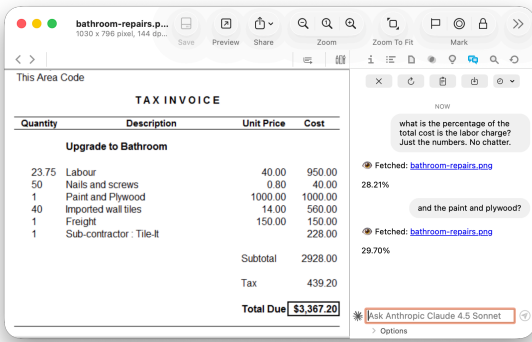 bathroom-repairs.p...
1030 x 796 pixel, 144 dp...
Save
Preview
Share
Zoom
Zoom To Fit
Mark
This Area Code
TAX INVOICE
Quantity Description Unit Price Cost
Upgrade to Bathroom
23.75 Labour 40.00 950.00
50 Nails and screws 0.80 40.00
1 Paint and Plywood 1000.00 1000.00
40 Imported wall tiles 14.00 560.00
1 Freight 150.00 150.00
1 Sub-contractor : Tile-It 228.00
Subtotal 2928.00
Tax 439.20
Total Due $3,367.20
NOW
what is the percentage of the
total cost is the labor charge?
Just the numbers. No chatter.
Fetched: bathroom-repairs.png
28.21%
and the paint and plywood?
Fetched: bathroom-repairs.png
29.70%
Ask Anthropic Claude 4.5 Sonnet
Options